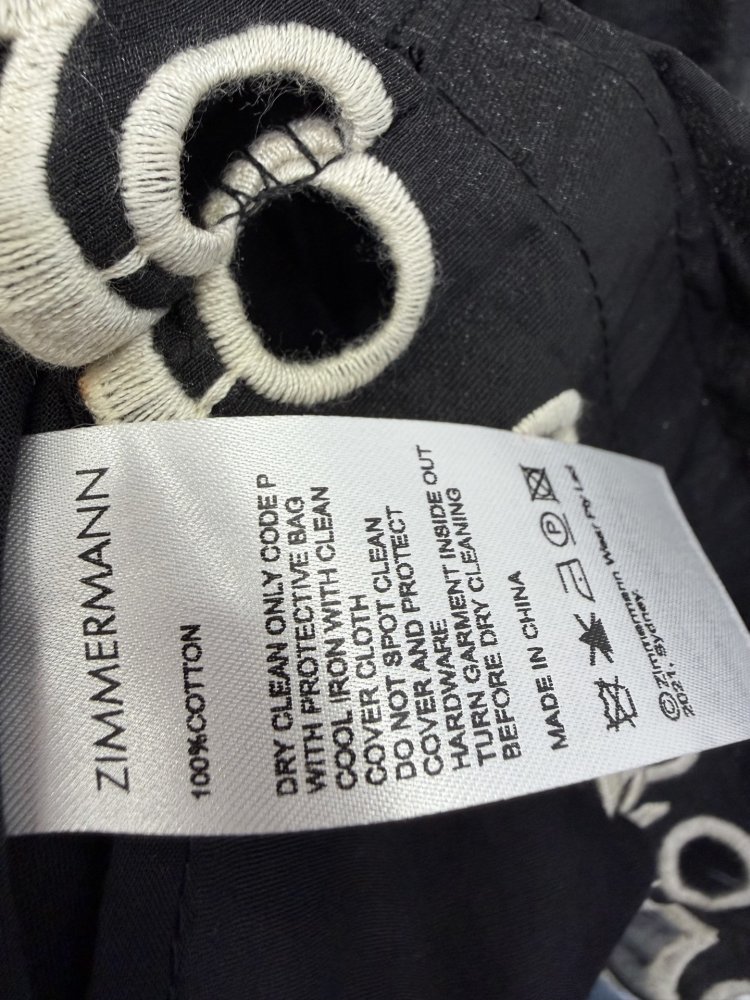 ZIMMERMANN
100%COTTON
DRY CLEAN ONLY CODE P
WITH PROTECTIVE BAG
COOL IRON WITH CLEAN
COVER CLOTH
DO NOT SPOT CLEAN
COVER AND PROTECT
HARDWARE
TURN GARMENT INSIDE OUT
BEFORE DRY CLEANING
MADE IN CHINA
P
©Zimmermann Wear Pty Ltd
2021, Sydney.